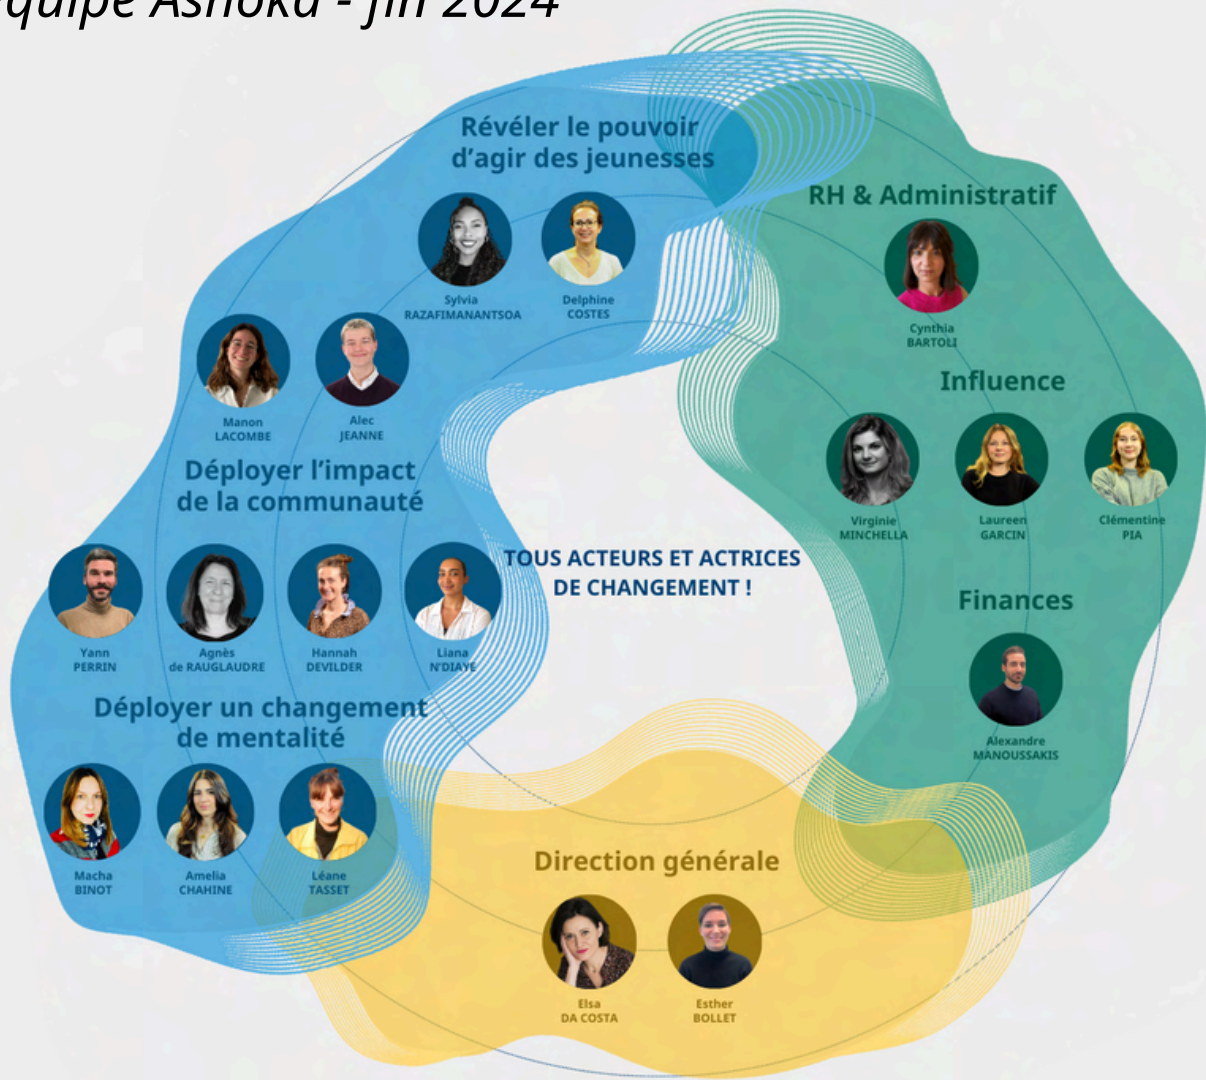 quipe Ashoka - fin 2024
Révéler le pouvoir
d'agir des jeunesses
Sylvia
RAZAFIMANANTSOA
Delphine
COSTES
Manon
LACOMBE
Alec
JEANNE
Déployer l'impact
de la communauté
Yann
PERRIN
Agnès
de RAUGLAUDRE
Hannah
DEVILDER
Liana
N'DIAYE
Déployer un changement
de mentalité
Macha
BINOT
Amelia
CHAHINE
Léane
TASSET
TOUS ACTEURS ET ACTRICES
DE CHANGEMENT !
RH & Administratif
Cynthia
BARTOLI
Influence
Virginie
MINCHELLA
Laureen
GARCIN
Clémentine
PIA
Finances
Alexandre
MANOUSSAKIS
Direction générale
Elsa
DA COSTA
Esther
BOLLET